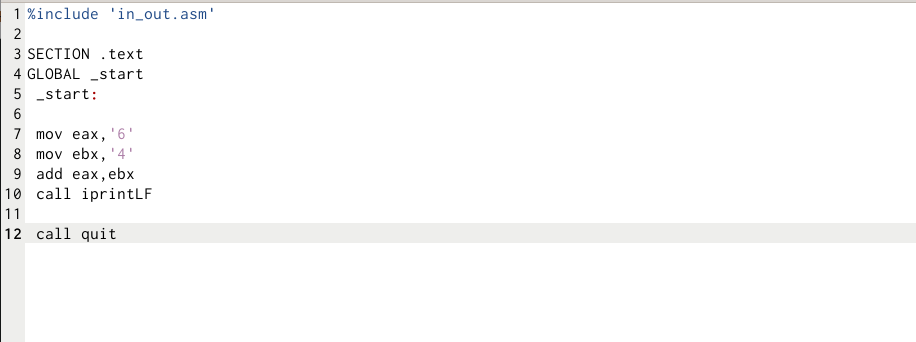 1 %include 'in_out.asm'
2
3 SECTION .text
4 GLOBAL _start
5 _start:
6
7 mov eax,'6'
8 mov ebx,'4'
9 add eax,ebx
10 call iprintLF
11
12 call quit